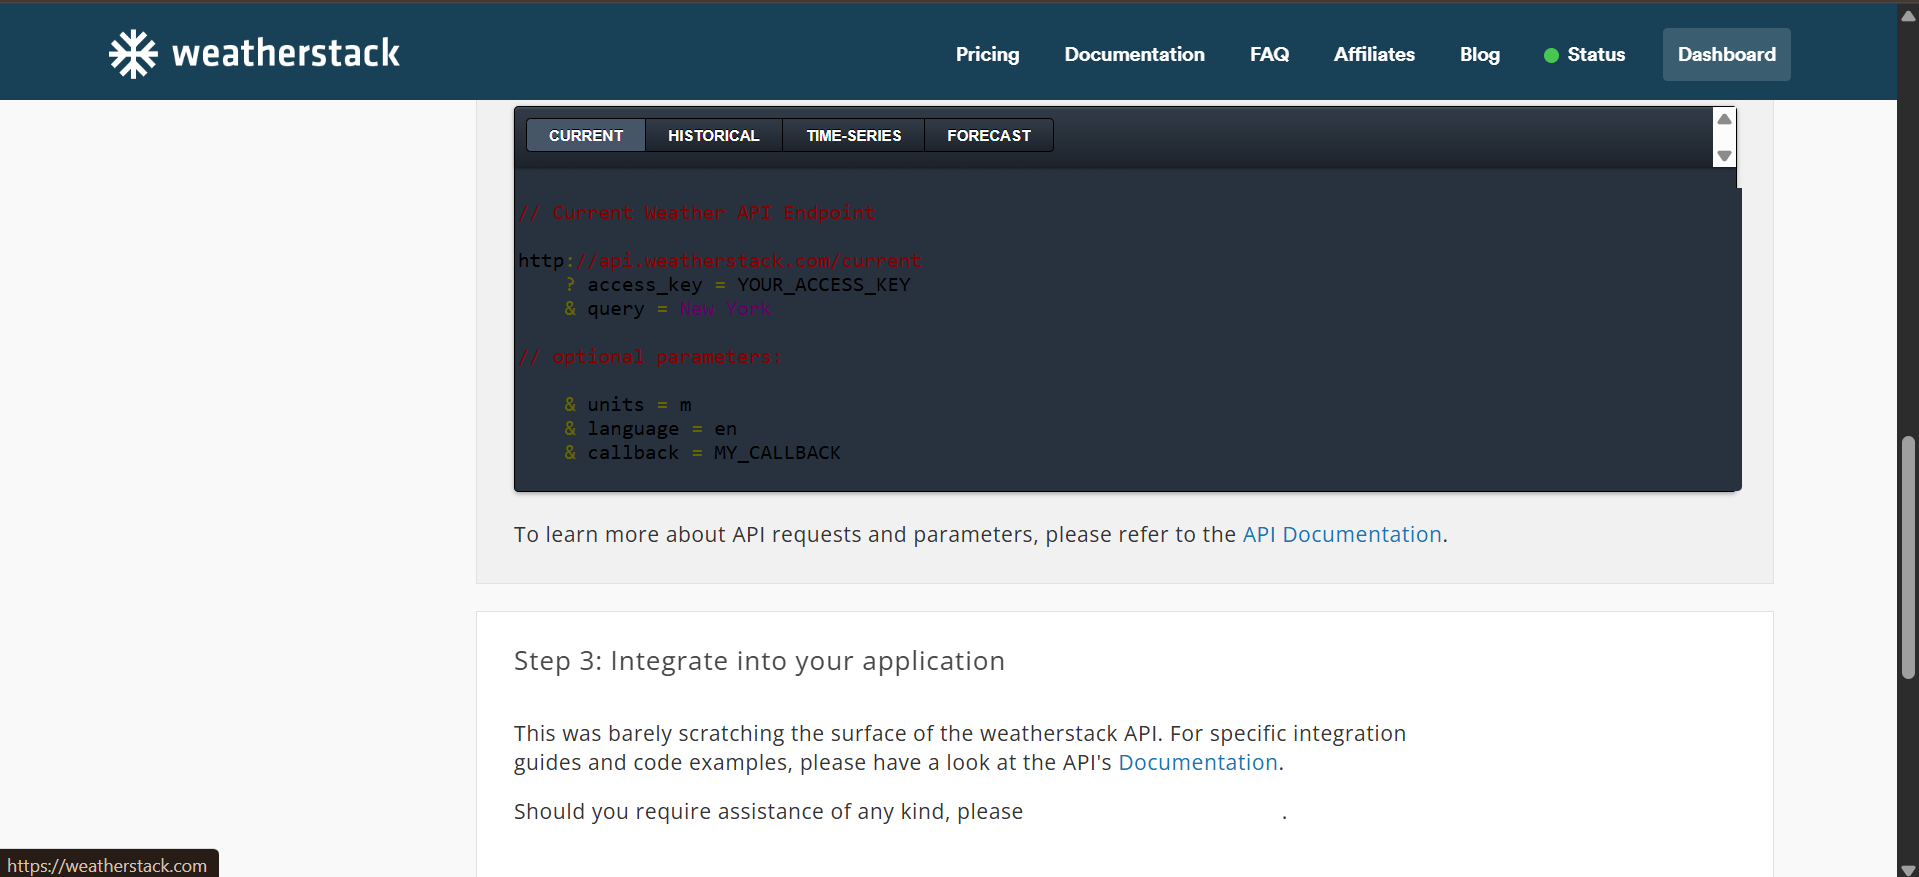 weatherstack
Pricing Documentation FAQ Affiliates Blog Status Dashboard
CURRENT HISTORICAL TIME-SERIES FORECAST
// Current Weather API Endpoint
http://api.weatherstack.com/current
? access_key = YOUR_ACCESS_KEY
& query = New York
// optional parameters:
& units = m
& language = en
& callback = MY_CALLBACK
To learn more about API requests and parameters, please refer to the API Documentation.
Step 3: Integrate into your application
This was barely scratching the surface of the weatherstack API. For specific integration
guides and code examples, please have a look at the API's Documentation.
Should you require assistance of any kind, please .
https://weatherstack.com